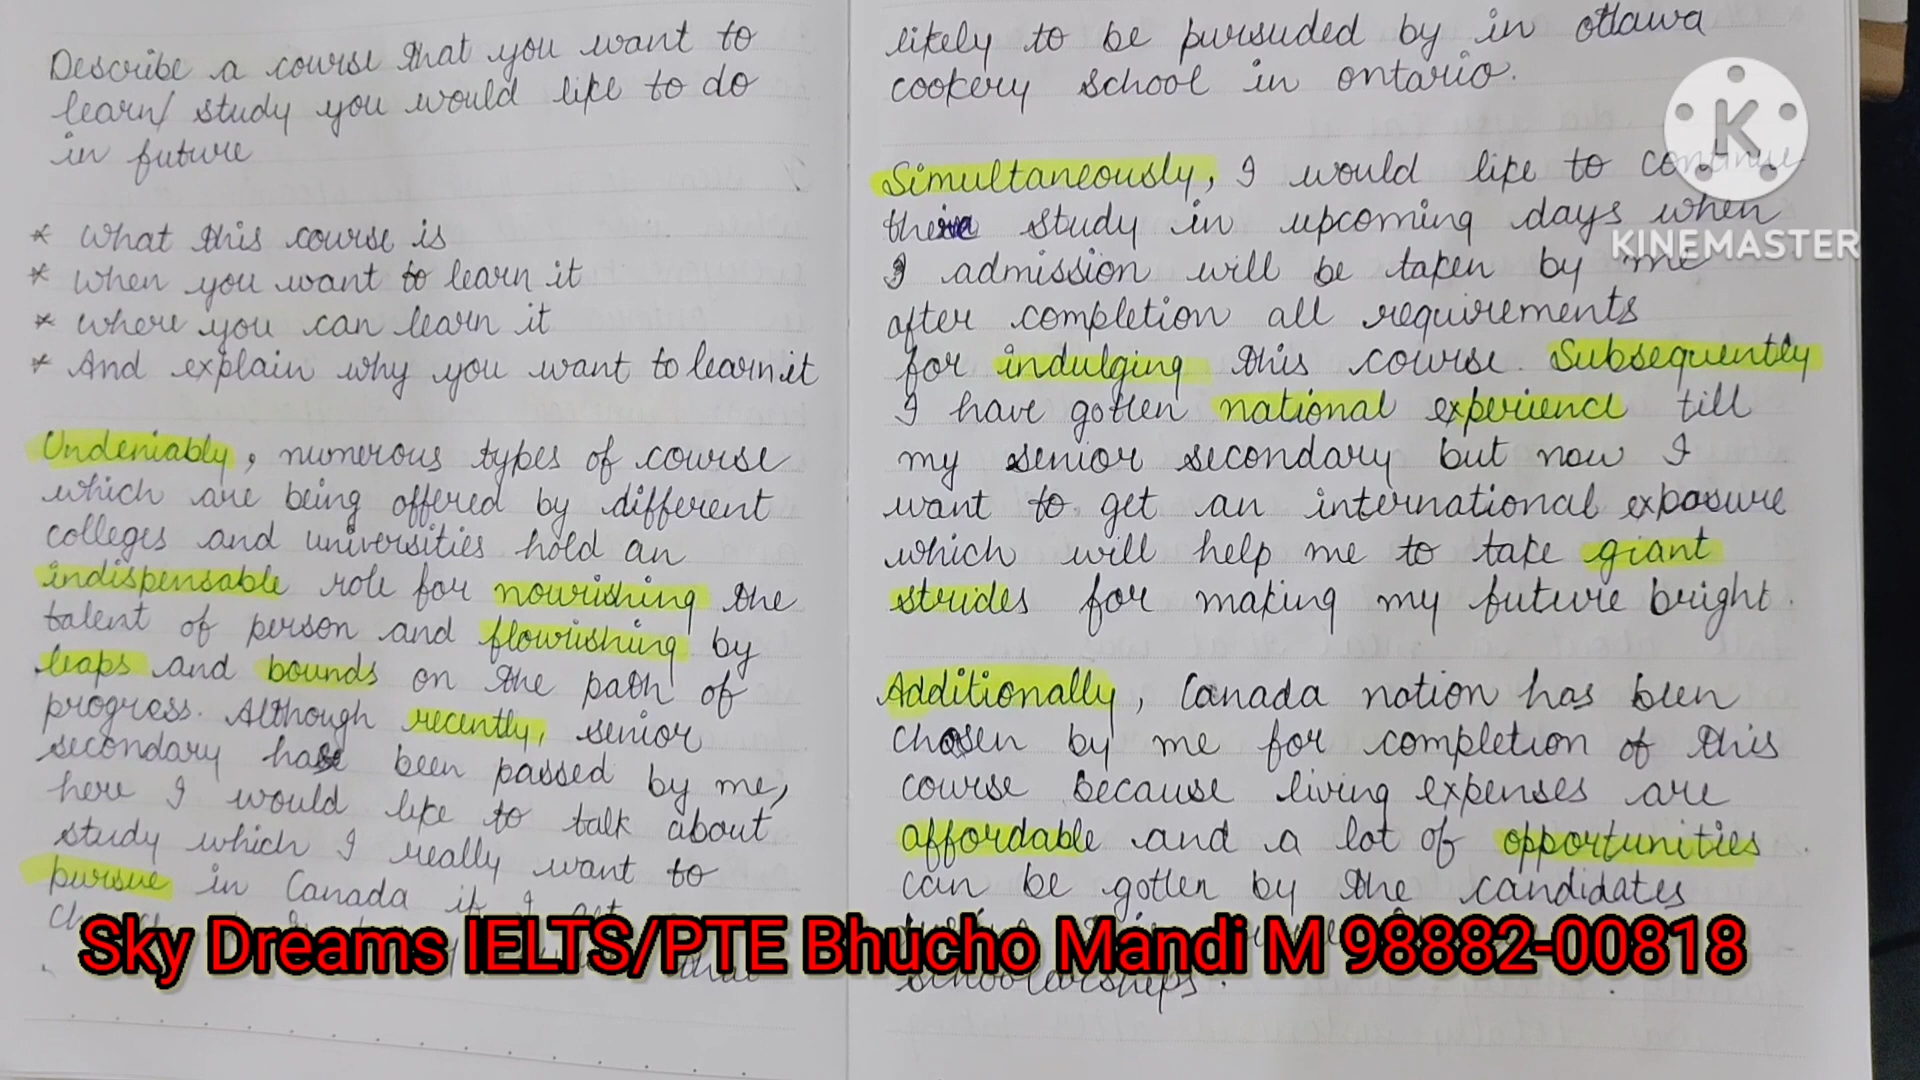 Describe a course that you want to
learn/ study you would like to do
in future
* What this course is
* When you want to learn it
* Where you can learn it
* And explain why you want to learn it
Undeniably, numerous types of course
which are being offered by different
colleges and universities hold an
indispensable role for nourishing the
talent of person and flourishing by
leaps and bounds on the path of
progress. Although recently, senior
secondary has been passed by me,
here I would like to talk about
study which I really want to
pursue in Canada if I get
that
likely to be pursuded by in ottawa
cookery school in ontario.
Simultaneously, I would like to continue
study in upcoming days when
I admission will be taken by me
after completion all requirements
for indulging this course. Subsequently
I have gotten national experience till
my senior secondary but now I
want to get an international exposure
which will help me to take giant
strides for making my future bright.
Additionally, Canada nation has been
chosen by me for completion of this
course because living expenses are
affordable and a lot of opportunities
can be gotten by the candidates
schoolarships.
K
KINEMASTER
Sky Dreams IELTS/PTE Bhucho Mandi M 98882-00818